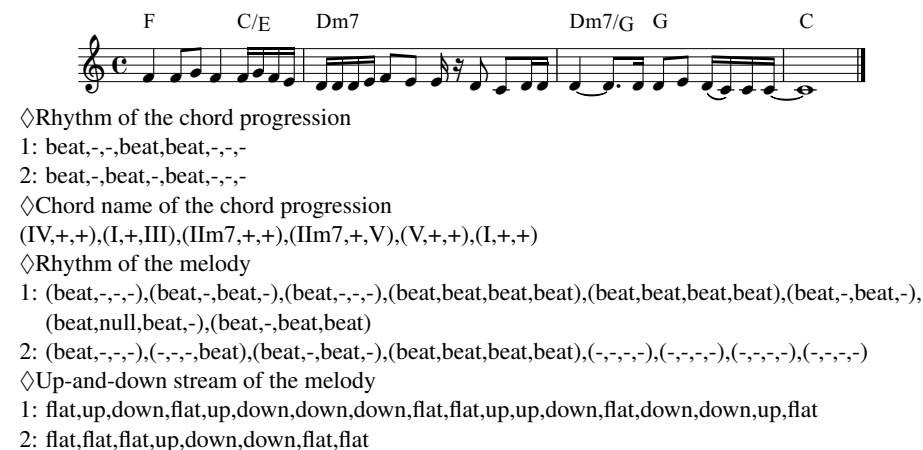 F C/E Dm7 Dm7/G G C
◇Rhythm of the chord progression
1: beat,-,-,beat,beat,-,-,-
2: beat,-,beat,-,beat,-,-,-
◇Chord name of the chord progression
(IV,+,+),(I,+,III),(IIm7,+,+),(IIm7,+,V),(V,+,+),(I,+,+)
◇Rhythm of the melody
1: (beat,-,-,-),(beat,-,beat,-),(beat,-,-,-),(beat,beat,beat,beat),(beat,beat,beat,beat),(beat,-,beat,-),
(beat,null,beat,-),(beat,-,beat,beat)
2: (beat,-,-,-),(-,-,-,beat),(beat,-,beat,-),(beat,beat,beat,beat),(-,-,-,-),(-,-,-,-),(-,-,-,-),(-,-,-,-)
◇Up-and-down stream of the melody
1: flat,up,down,flat,up,down,down,down,flat,flat,up,up,down,flat,down,down,up,flat
2: flat,flat,flat,up,down,down,flat,flat